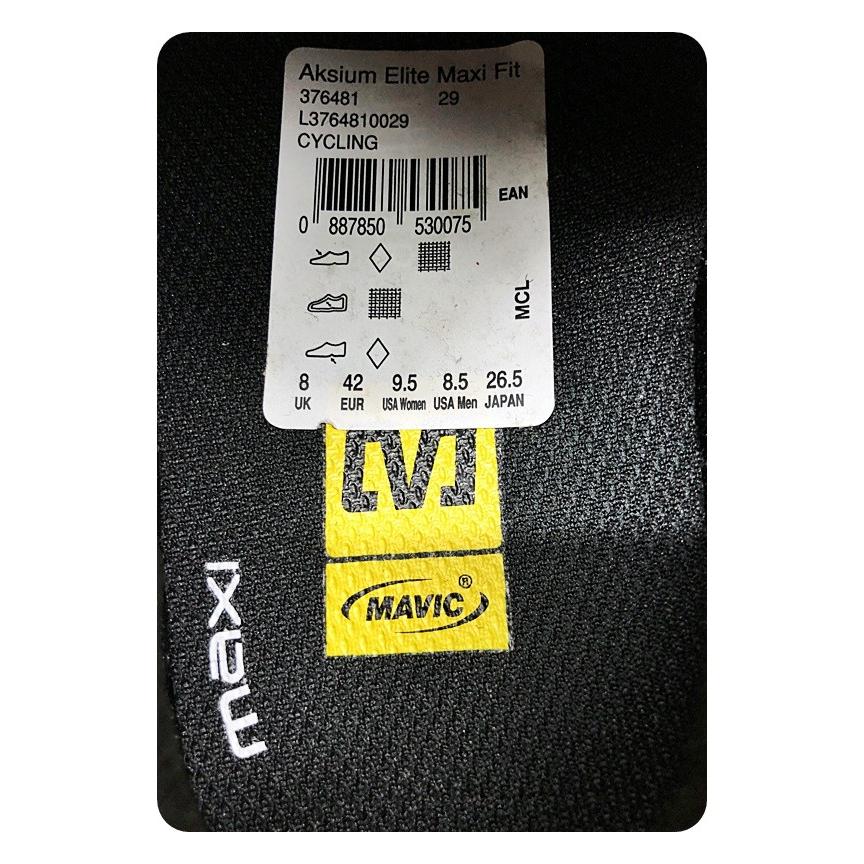 Aksium Elite Maxi Fit
376481 29
L3764810029
CYCLING
EAN
0 887850 530075
MCL
8 42 9.5 8.5 26.5
UK EUR USA Women USA Men JAPAN
M
MAVIC®
maxi